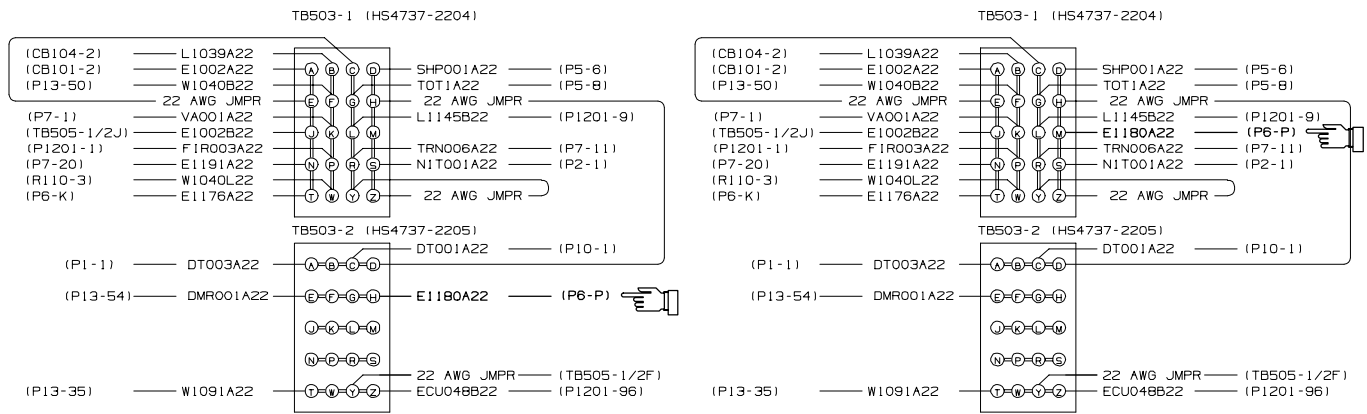 TB503-1 (HS4737-2204)
(CB104-2) L1039A22
(CB101-2) E1002A22 A B C D SHP001A22 (P5-6)
(P13-50) W1040B22 TOT1A22 (P5-8)
22 AWG JMPR E F G H 22 AWG JMPR
(P7-1) VA001A22 L1145B22 (P1201-9)
(TB505-1/2J) E1002B22 J K L M
(P1201-1) FIR003A22 TRN006A22 (P7-11)
(P7-20) E1191A22 N P R S NIT001A22 (P2-1)
(R110-3) W1040L22
(P6-K) E1176A22 T W Y Z 22 AWG JMPR
TB503-2 (HS4737-2205)
DT001A22 (P10-1)
(P1-1) DT003A22 A B C D
(P13-54) DMR001A22 E F G H E1180A22 (P6-P)
J K L M
N P R S
22 AWG JMPR (TB505-1/2F)
(P13-35) W1091A22 T W Y Z ECU048B22 (P1201-96)
TB503-1 (HS4737-2204)
(CB104-2) L1039A22
(CB101-2) E1002A22 A B C D SHP001A22 (P5-6)
(P13-50) W1040B22 TOT1A22 (P5-8)
22 AWG JMPR E F G H 22 AWG JMPR
(P7-1) VA001A22 L1145B22 (P1201-9)
(TB505-1/2J) E1002B22 J K L M E1180A22 (P6-P)
(P1201-1) FIR003A22 TRN006A22 (P7-11)
(P7-20) E1191A22 N P R S NIT001A22 (P2-1)
(R110-3) W1040L22
(P6-K) E1176A22 T W Y Z 22 AWG JMPR
TB503-2 (HS4737-2205)
DT001A22 (P10-1)
(P1-1) DT003A22 A B C D
(P13-54) DMR001A22 E F G H
J K L M
N P R S
22 AWG JMPR (TB505-1/2F)
(P13-35) W1091A22 T W Y Z ECU048B22 (P1201-96)